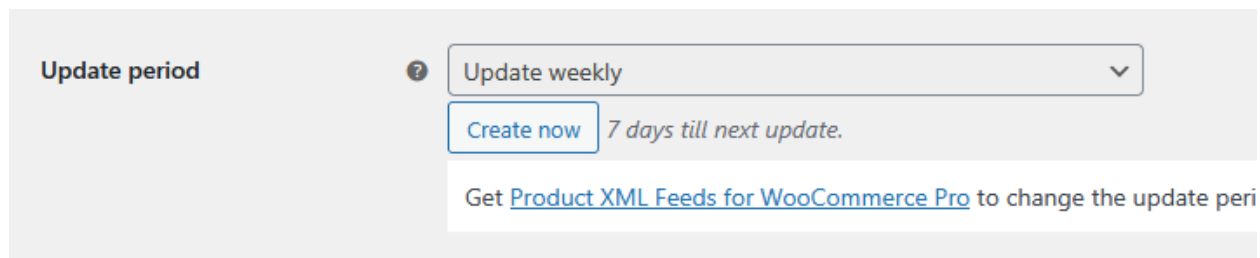 Update period
? Update weekly
Create now 7 days till next update.
Get Product XML Feeds for WooCommerce Pro to change the update peri